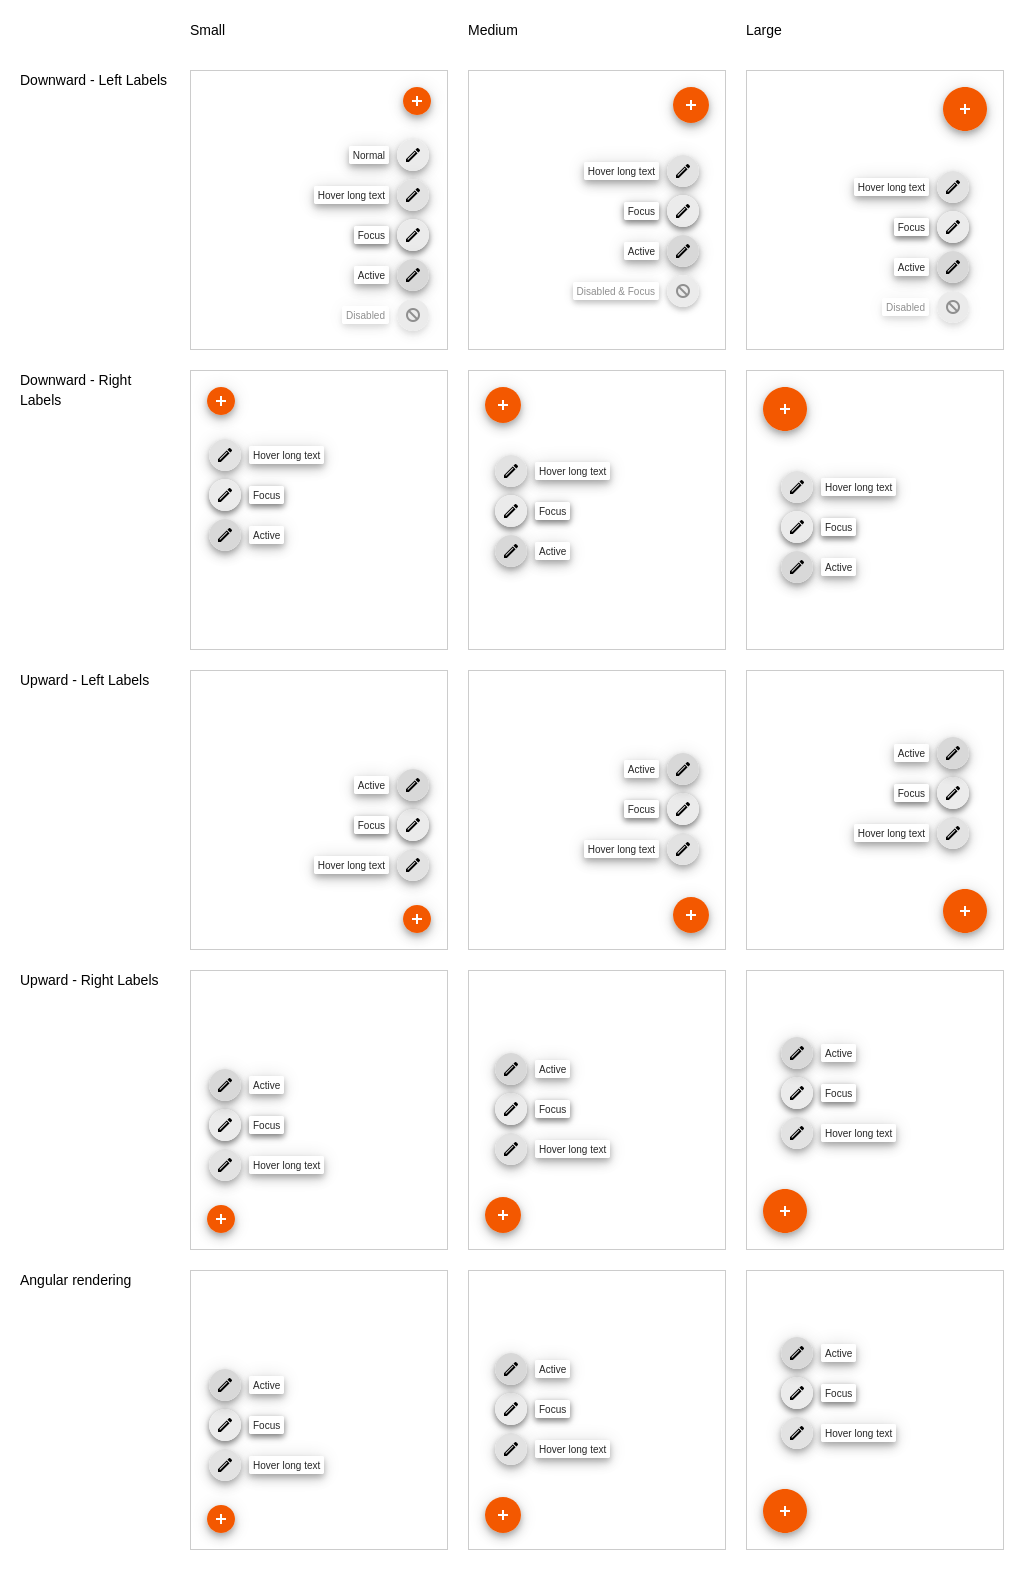 Small
Medium
Large
Downward - Left Labels
Normal
Hover long text
Focus
Active
Disabled
Hover long text
Focus
Active
Disabled & Focus
Hover long text
Focus
Active
Disabled
Downward - Right
Labels
Hover long text
Focus
Active
Hover long text
Focus
Active
Hover long text
Focus
Active
Upward - Left Labels
Active
Focus
Hover long text
Active
Focus
Hover long text
Active
Focus
Hover long text
Upward - Right Labels
Active
Focus
Hover long text
Active
Focus
Hover long text
Active
Focus
Hover long text
Angular rendering
Active
Focus
Hover long text
Active
Focus
Hover long text
Active
Focus
Hover long text